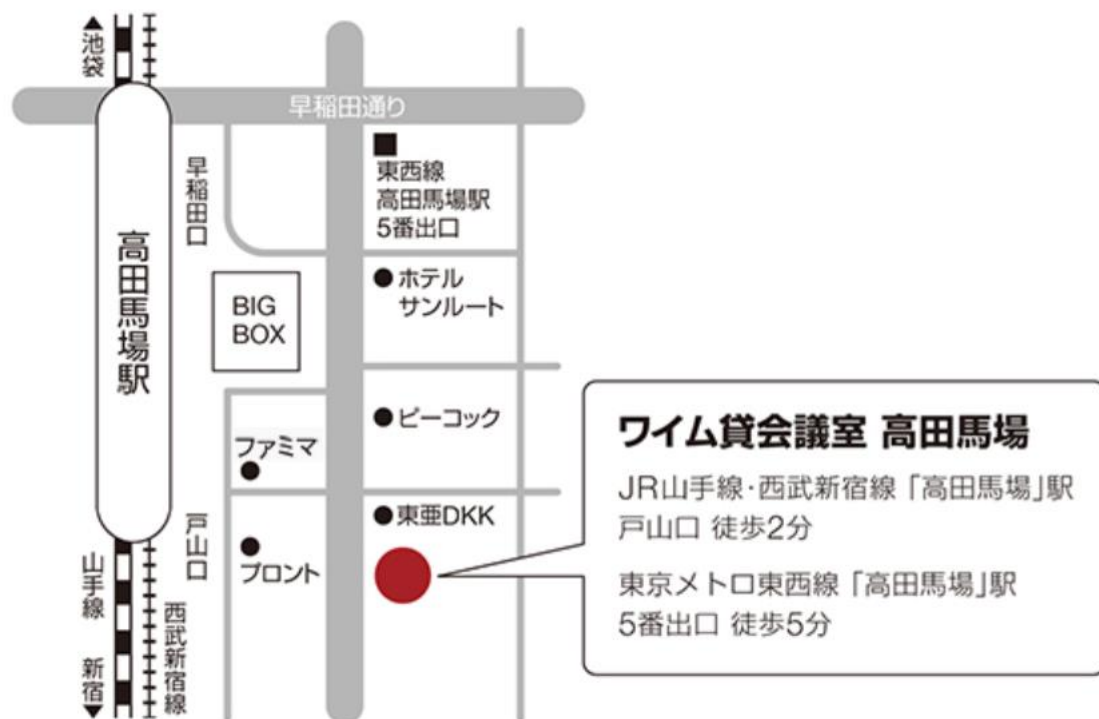 ▲池袋
早稲田通り
早稲田口
東西線
高田馬場駅
5番出口
高田馬場駅
BIG
BOX
ホテル
サンルート
ピーコック
ファミマ
東亜DKK
戸山口
プロント
山手線
西武新宿線
新宿▼
ワイム貸会議室 高田馬場
JR山手線・西武新宿線「高田馬場」駅
戸山口 徒歩2分
東京メトロ東西線「高田馬場」駅
5番出口 徒歩5分